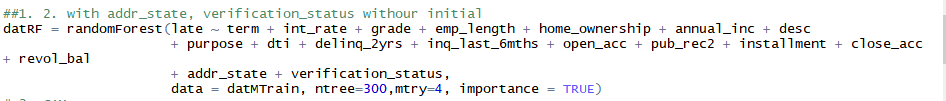 ##1. 2. with addr_state, verification_status withour initial
datRF = randomForest(late ~ term + int_rate + grade + emp_length + home_ownership + annual_inc + desc
+ purpose + dti + delinq_2yrs + inq_last_6mths + open_acc + pub_rec2 + installment + close_acc
+ revol_bal
+ addr_state + verification_status,
data = datMTrain, ntree=300,mtry=4, importance = TRUE)